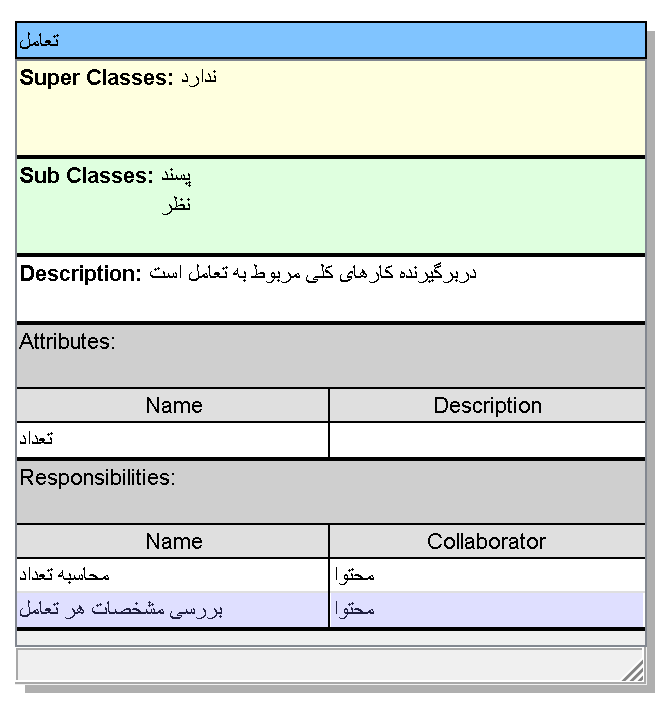 تعامل
Super Classes: ندارد
Sub Classes: پسند
نظر
Description: دربرگیرنده کارهای کلی مربوط به تعامل است
Attributes:
Name Description
تعداد
Responsibilities:
Name Collaborator
محاسبه تعداد محتوا
بررسی مشخصات هر تعامل محتوا